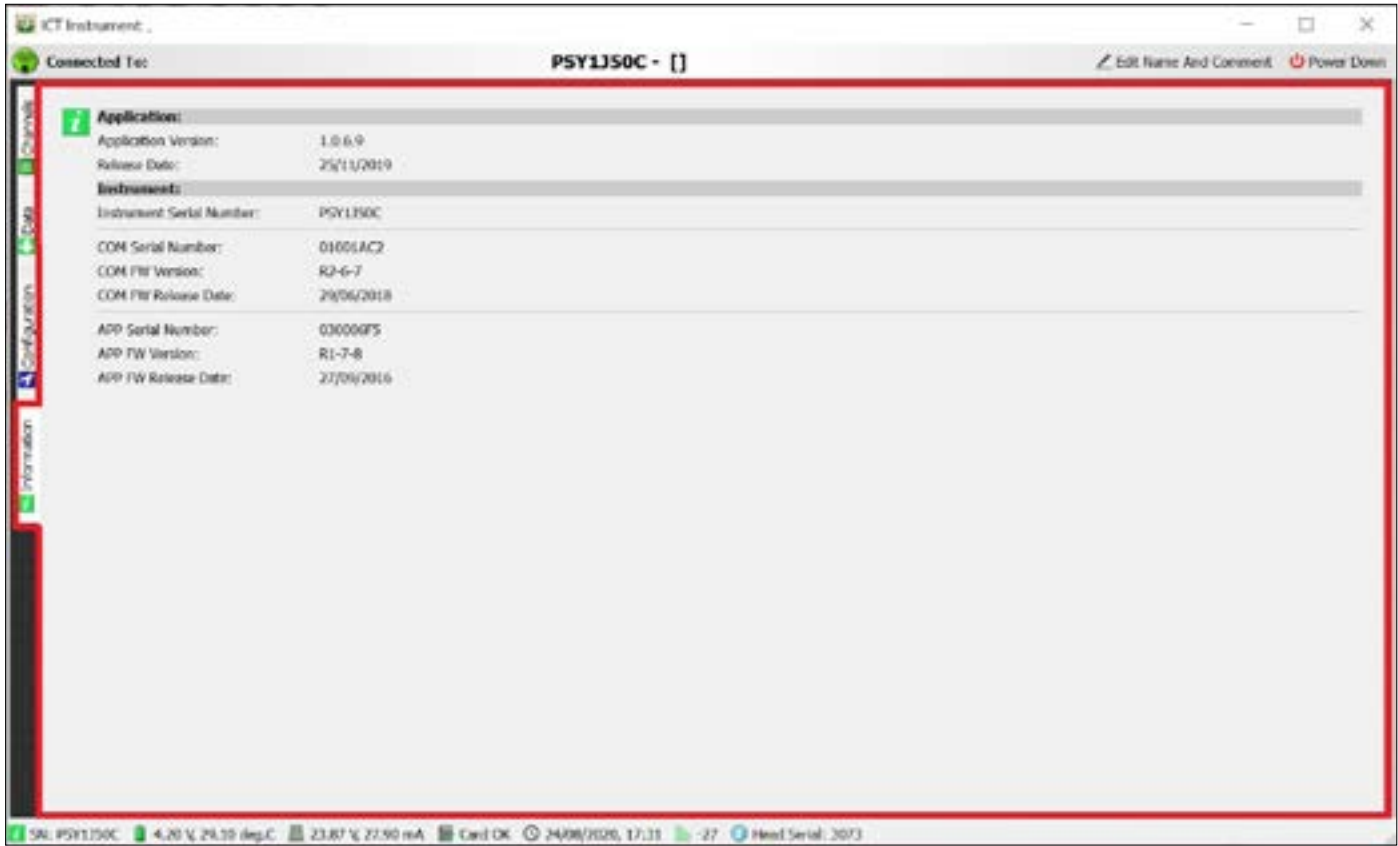 ICT Instrument .
Connected To: PSY1J50C - [] Edit Name And Comment Power Down
Channels
Data
Configuration
Information
Application:
Application Version: 1.0.6.9
Release Date: 25/11/2019
Instrument:
Instrument Serial Number: PSY1J50C
COM Serial Number: 01001AC2
COM FW Version: R2-6-7
COM FW Release Date: 29/06/2018
APP Serial Number: 030006F5
APP FW Version: R1-7-8
APP FW Release Date: 27/09/2016
SN: PSY1J50C 4.20 V, 29.10 deg.C 23.87 V, 27.90 mA Card OK 24/08/2020, 17:31 -27 Head Serial: 2073